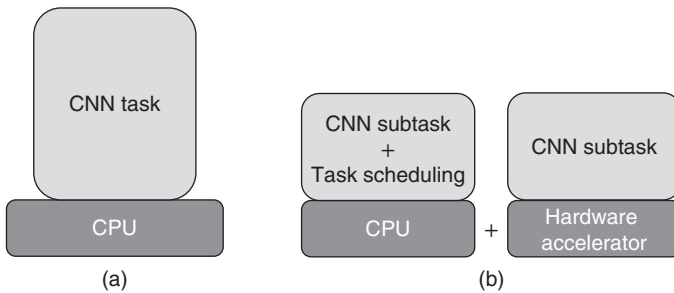 CNN task
CPU
(a)
CNN subtask
+
Task scheduling
CPU
+
CNN subtask
Hardware
accelerator
(b)